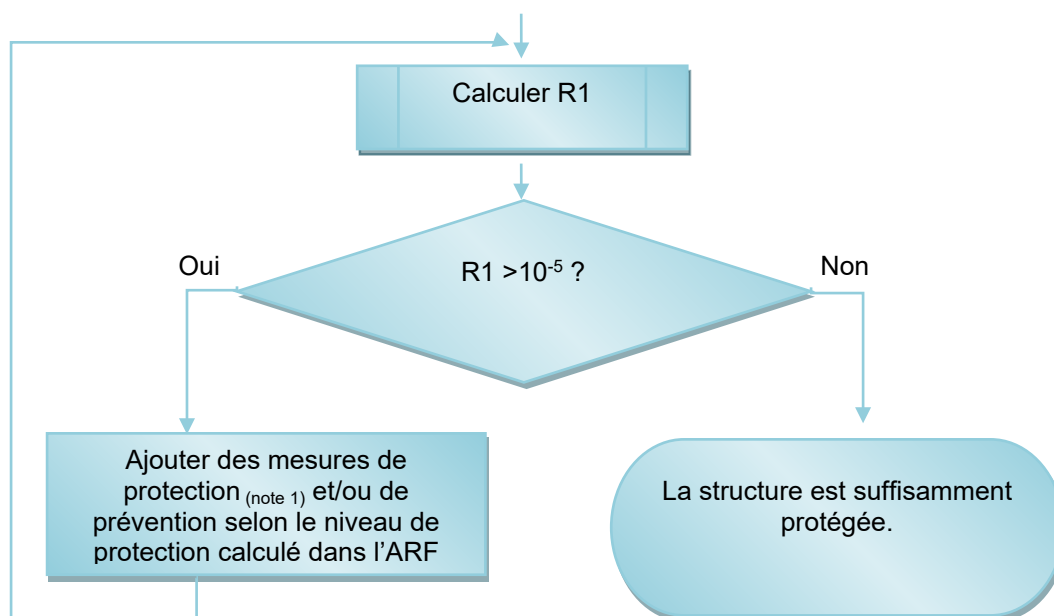 Calculer R1
R1 >10-5 ?
Oui
Non
Ajouter des mesures de
protection (note 1) et/ou de
prévention selon le niveau de
protection calculé dans l’ARF
La structure est suffisamment
protégée.